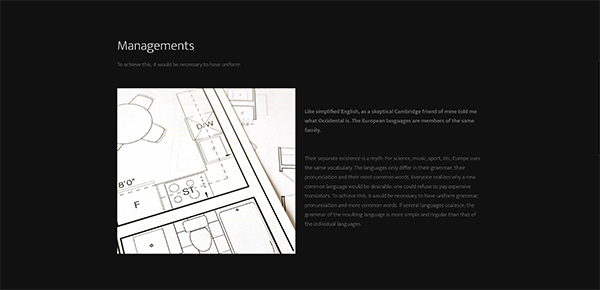 Managements
To achieve this, it would be necessary to have uniform
Like simplified English, as a skeptical Cambridge friend of mine told me
what Occidental is. The European languages are members of the same
family.
Their separate existence is a myth. For science, music, sport, etc, Europe uses
the same vocabulary. The languages only differ in their grammar, their
pronunciation and their most common words. Everyone realizes why a new
common language would be desirable: one could refuse to pay expensive
translators. To achieve this, it would be necessary to have uniform grammar,
pronunciation and more common words. If several languages coalesce, the
grammar of the resulting language is more simple and regular than that of
the individual languages.
D/W
8'0"
F
ST.